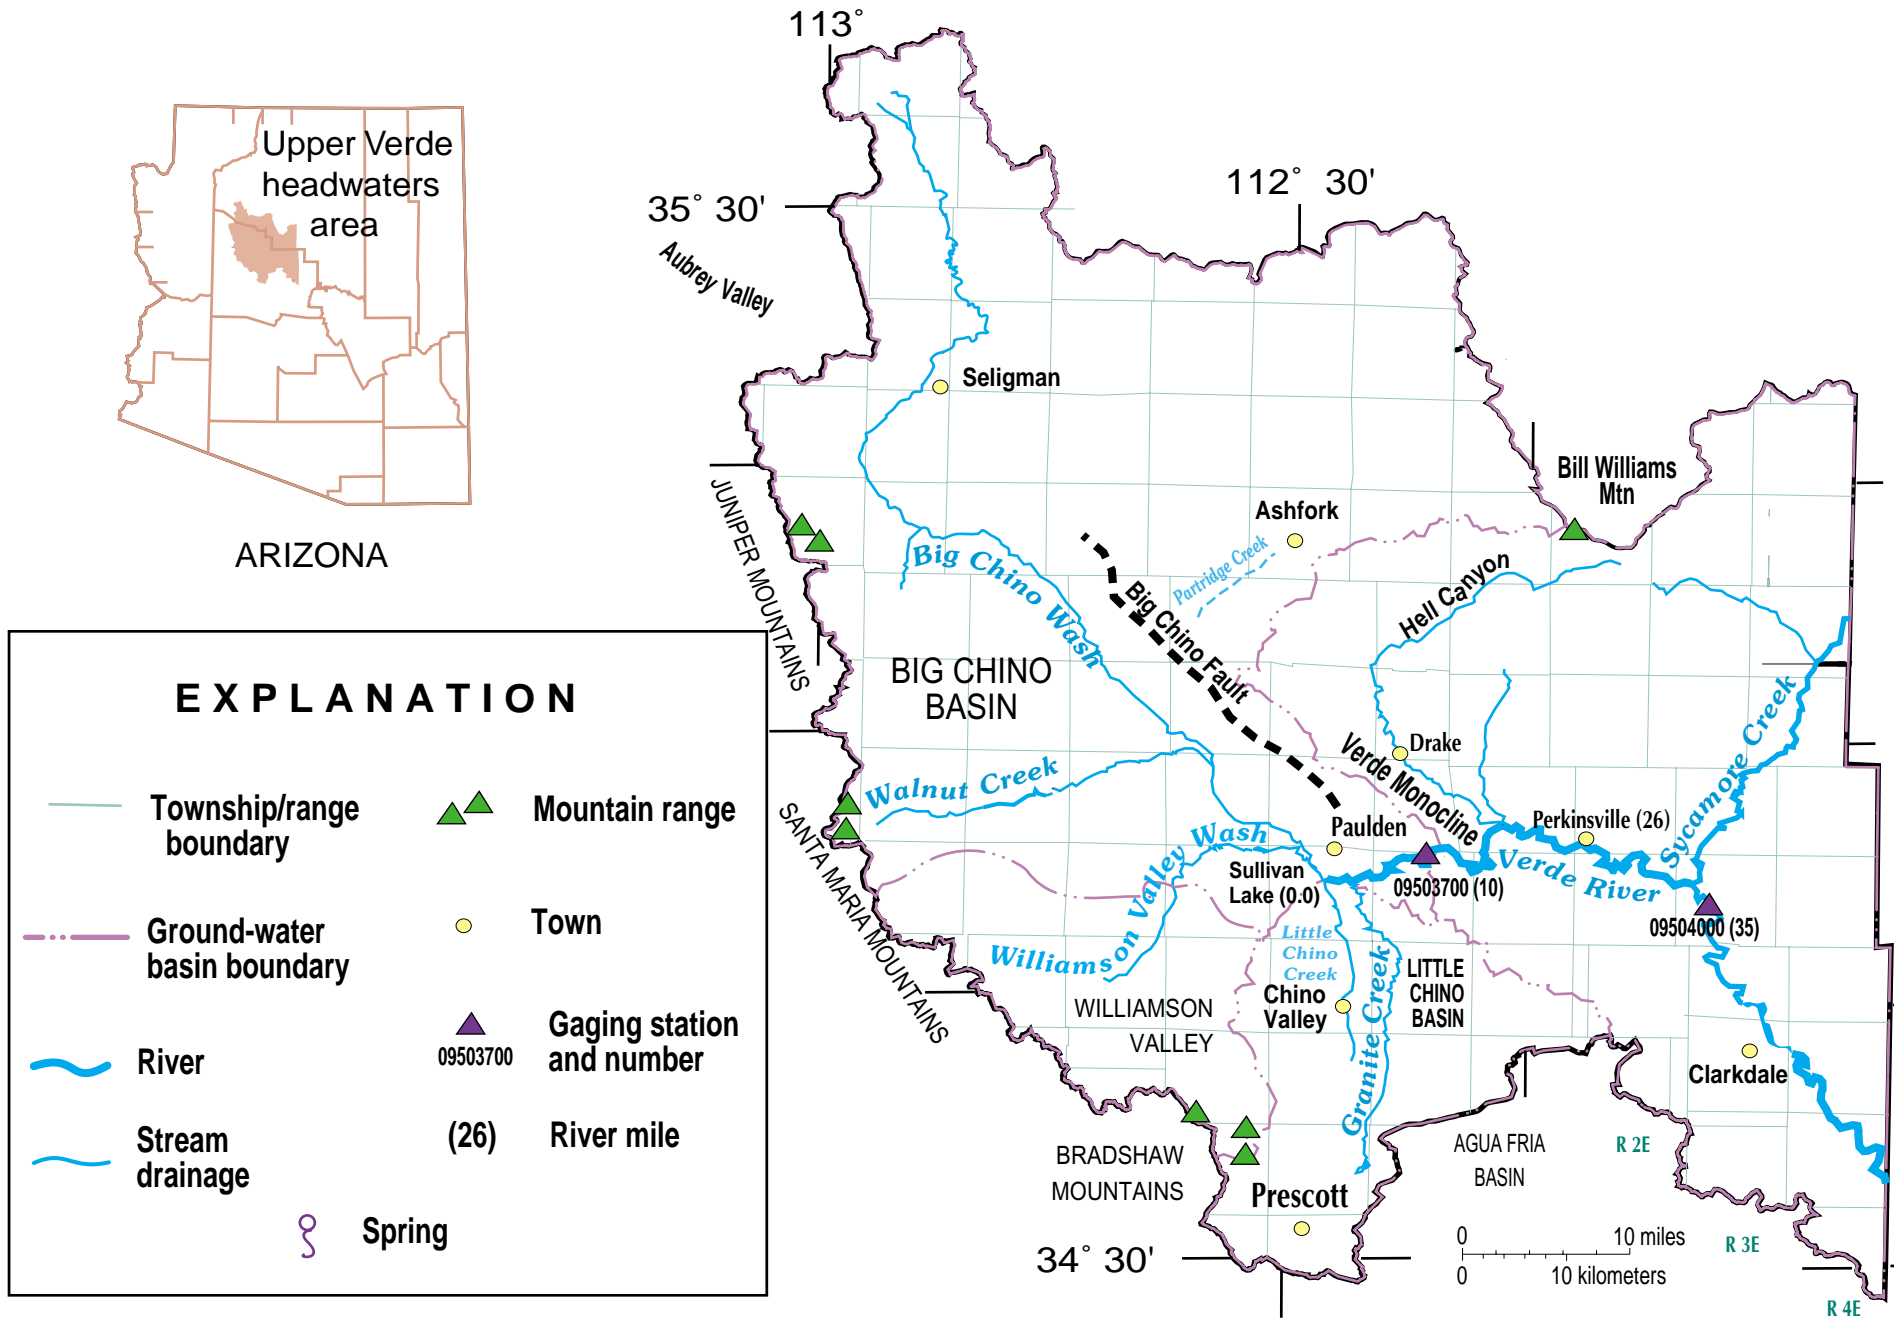 113°
112° 30'
35° 30'
Upper Verde
headwaters
area
ARIZONA
Aubrey Valley
Seligman
Bill Williams
Mtn
Ashfork
Partridge Creek
JUNIPER MOUNTAINS
Big Chino Wash
Big Chino Fault
Hell Canyon
BIG CHINO
BASIN
Sycamore Creek
Drake
Verde Monocline
Walnut Creek
SANTA MARIA MOUNTAINS
Paulden
Perkinsville (26)
Williamson Valley Wash
Sullivan
Lake (0.0)
09503700 (10)
Verde River
09504000 (35)
Little
Chino
Creek
LITTLE
CHINO
BASIN
Chino
Valley
Granite Creek
WILLIAMSON
VALLEY
Clarkdale
BRADSHAW
MOUNTAINS
AGUA FRIA
BASIN
R 2E
Prescott
R 3E
R 4E
34° 30'
0 10 miles
0 10 kilometers
EXPLANATION
Township/range
boundary
Mountain range
Ground-water
basin boundary
Town
River
Gaging station
and number
09503700
Stream
drainage
(26)
River mile
Spring